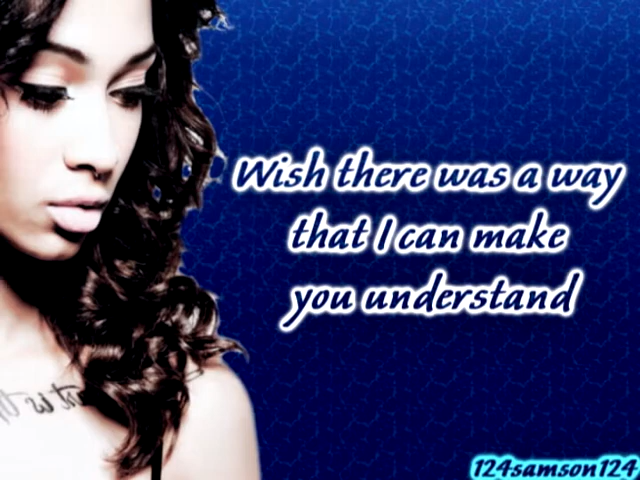 Wish there was a way
that I can make
you understand
124samson124